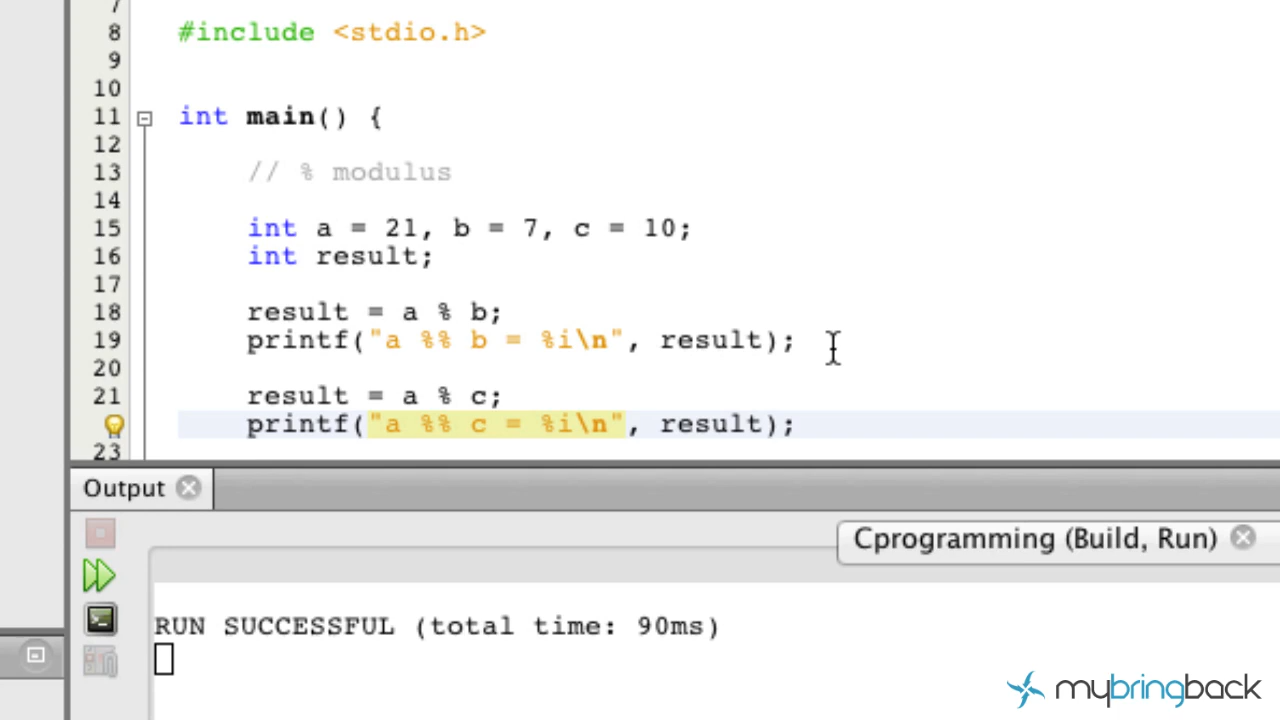 7
8 #include <stdio.h>
9
10
11 int main() {
12
13 // % modulus
14
15 int a = 21, b = 7, c = 10;
16 int result;
17
18 result = a % b;
19 printf("a %% b = %i\n", result);
20
21 result = a % c;
printf("a %% c = %i\n", result);
23
Output
Cprogramming (Build, Run)
RUN SUCCESSFUL (total time: 90ms)
mybringback